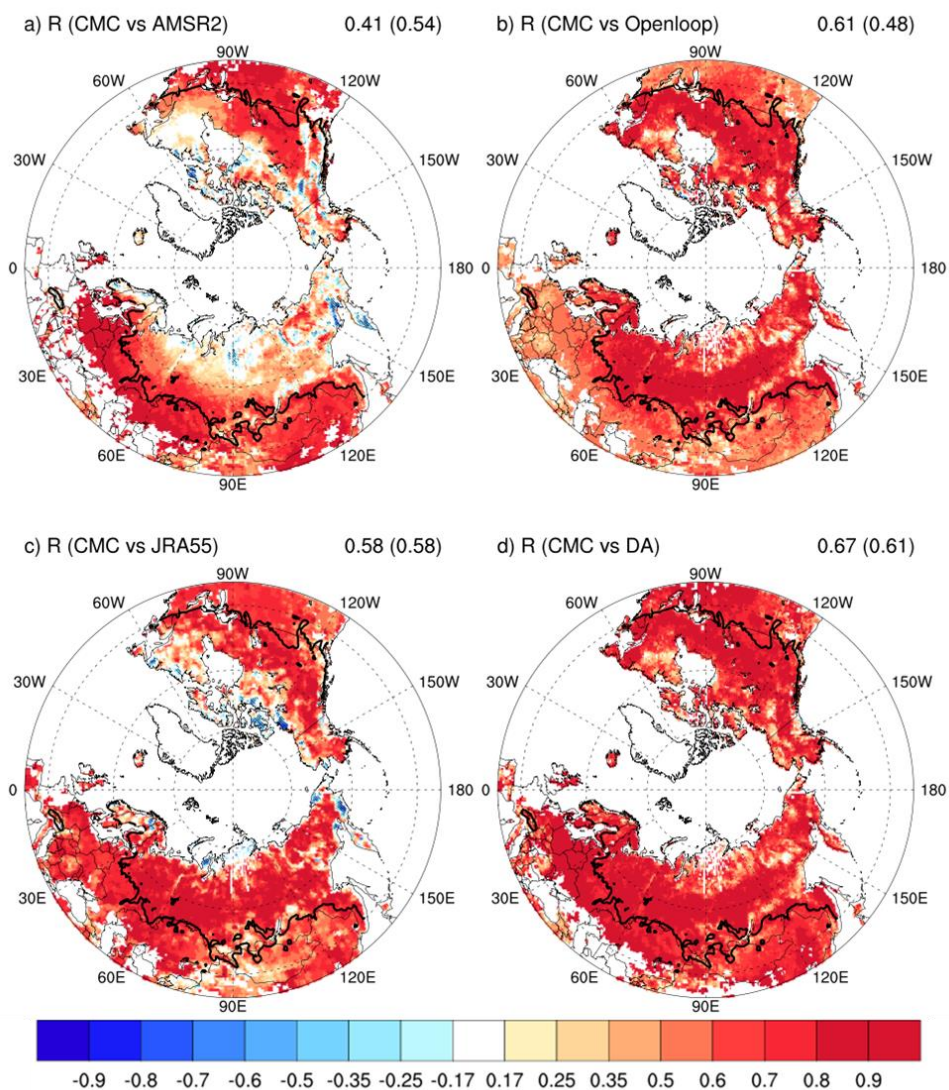 a) R (CMC vs AMSR2) 0.41 (0.54)
90W
60W 120W
30W 150W
0 180
30E 150E
60E 120E
90E
b) R (CMC vs Openloop) 0.61 (0.48)
90W
60W 120W
30W 150W
0 180
30E 150E
60E 120E
90E
c) R (CMC vs JRA55) 0.58 (0.58)
90W
60W 120W
30W 150W
0 180
30E 150E
60E 120E
90E
d) R (CMC vs DA) 0.67 (0.61)
90W
60W 120W
30W 150W
0 180
30E 150E
60E 120E
90E
-0.9 -0.8 -0.7 -0.6 -0.5 -0.35 -0.25 -0.17 0.17 0.25 0.35 0.5 0.6 0.7 0.8 0.9